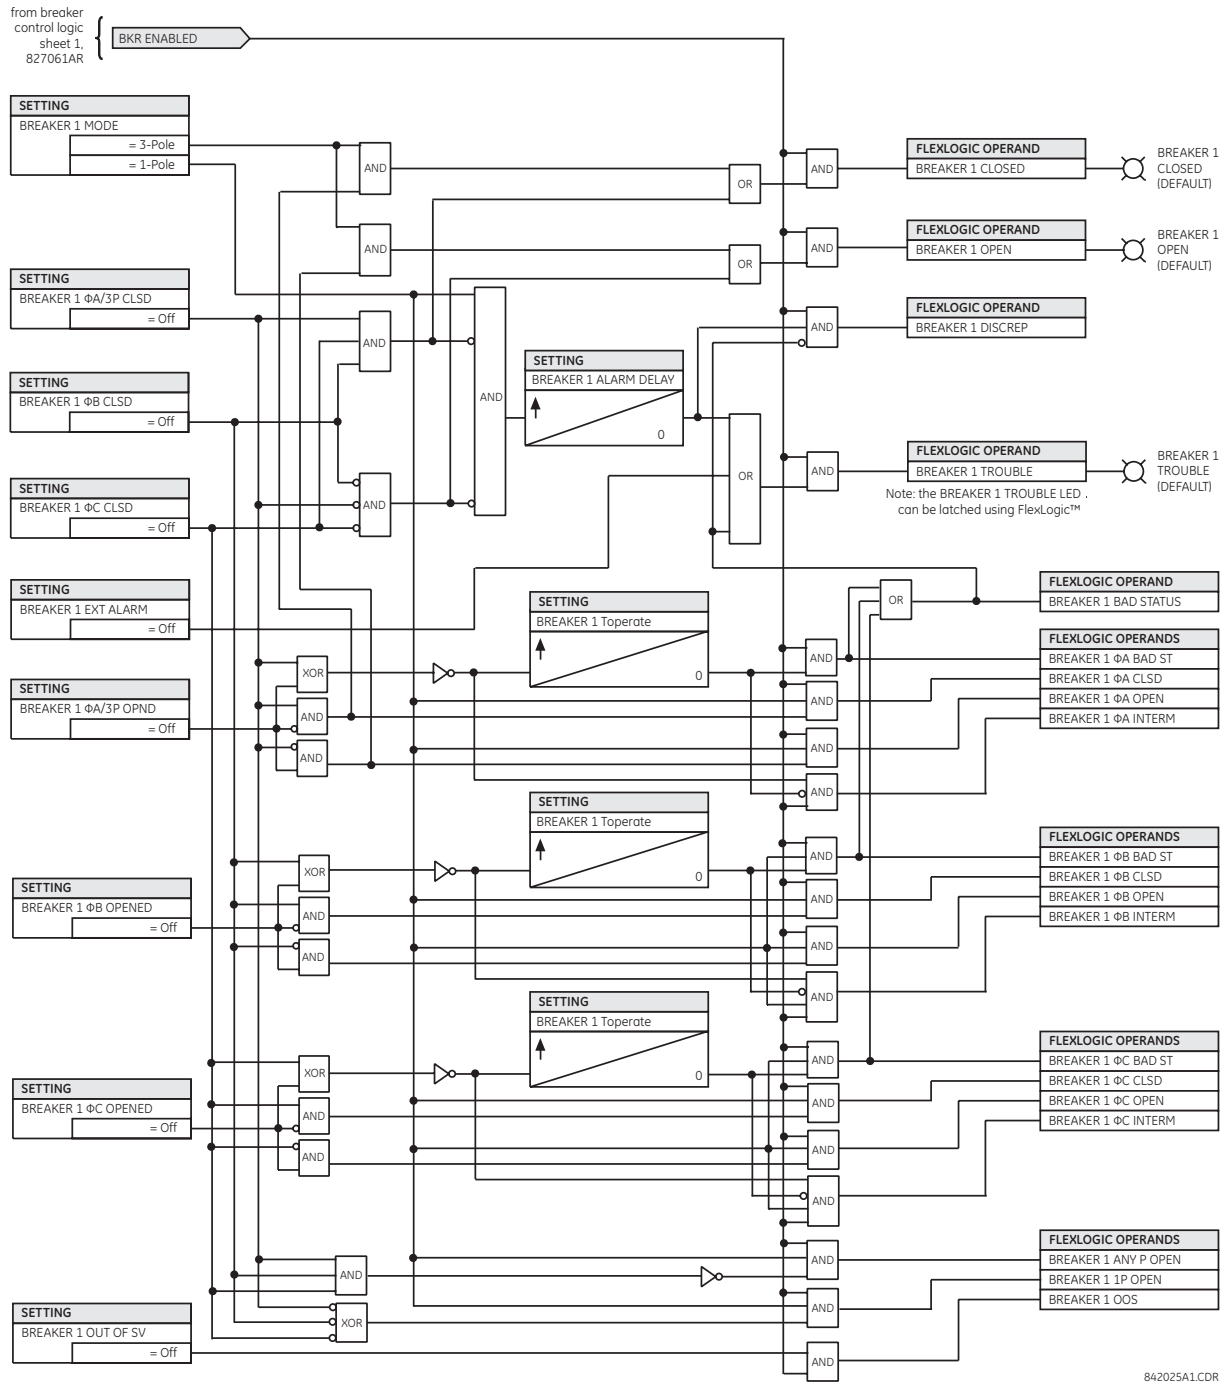 from breaker
control logic
sheet 1,
827061AR
BKR ENABLED
SETTING
BREAKER 1 MODE
= 3-Pole
= 1-Pole
AND
OR
AND
FLEXLOGIC OPERAND
BREAKER 1 CLOSED
BREAKER 1
CLOSED
(DEFAULT)
AND
OR
AND
FLEXLOGIC OPERAND
BREAKER 1 OPEN
BREAKER 1
OPEN
(DEFAULT)
SETTING
BREAKER 1 ΦA/3P CLSD
= Off
AND
AND
FLEXLOGIC OPERAND
BREAKER 1 DISCREP
SETTING
BREAKER 1 ΦB CLSD
= Off
AND
SETTING
BREAKER 1 ALARM DELAY
0
SETTING
BREAKER 1 ΦC CLSD
= Off
AND
OR
AND
FLEXLOGIC OPERAND
BREAKER 1 TROUBLE
BREAKER 1
TROUBLE
(DEFAULT)
Note: the BREAKER 1 TROUBLE LED .
can be latched using FlexLogic™
SETTING
BREAKER 1 EXT ALARM
= Off
SETTING
BREAKER 1 Toperate
0
OR
FLEXLOGIC OPERAND
BREAKER 1 BAD STATUS
SETTING
BREAKER 1 ΦA/3P OPND
= Off
XOR
AND
AND
AND
AND
AND
AND
FLEXLOGIC OPERANDS
BREAKER 1 ΦA BAD ST
BREAKER 1 ΦA CLSD
BREAKER 1 ΦA OPEN
BREAKER 1 ΦA INTERM
SETTING
BREAKER 1 Toperate
0
SETTING
BREAKER 1 ΦB OPENED
= Off
XOR
AND
AND
AND
AND
AND
AND
FLEXLOGIC OPERANDS
BREAKER 1 ΦB BAD ST
BREAKER 1 ΦB CLSD
BREAKER 1 ΦB OPEN
BREAKER 1 ΦB INTERM
SETTING
BREAKER 1 Toperate
0
SETTING
BREAKER 1 ΦC OPENED
= Off
XOR
AND
AND
AND
AND
AND
AND
FLEXLOGIC OPERANDS
BREAKER 1 ΦC BAD ST
BREAKER 1 ΦC CLSD
BREAKER 1 ΦC OPEN
BREAKER 1 ΦC INTERM
SETTING
BREAKER 1 OUT OF SV
= Off
AND
XOR
AND
AND
AND
FLEXLOGIC OPERANDS
BREAKER 1 ANY P OPEN
BREAKER 1 1P OPEN
BREAKER 1 OOS
842025A1.CDR